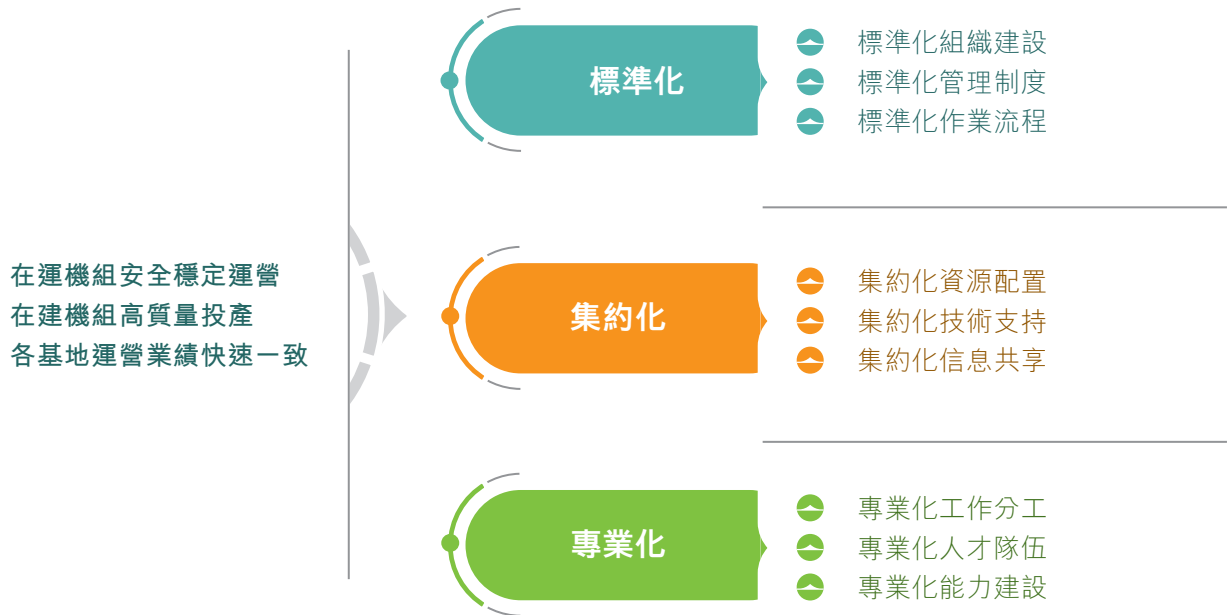 在運機組安全穩定運營
在建機組高質量投產
各基地運營業績快速一致
標準化
標準化組織建設
標準化管理制度
標準化作業流程
集約化
集約化資源配置
集約化技術支持
集約化信息共享
專業化
專業化工作分工
專業化人才隊伍
專業化能力建設